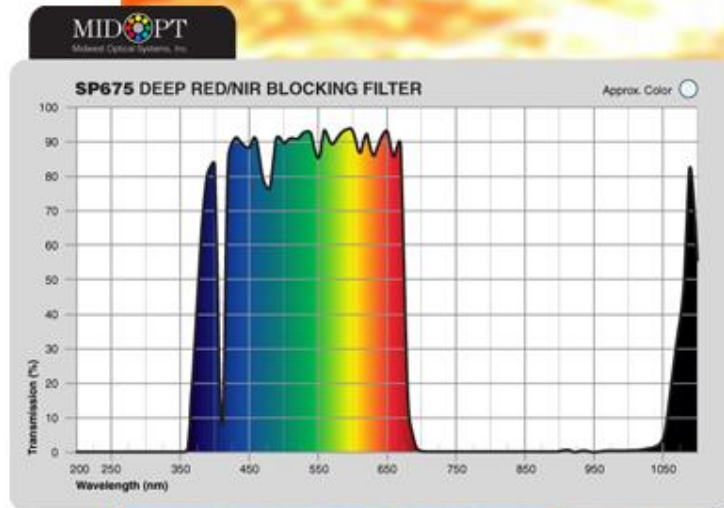 MIDOPT
Midwest Optical Systems, Inc.
SP675 DEEP RED/NIR BLOCKING FILTER
Approx. Color
100
90
80
70
60
50
40
30
20
10
0
Transmission (%)
200 250 350 450 550 650 750 850 950 1050
Wavelength (nm)